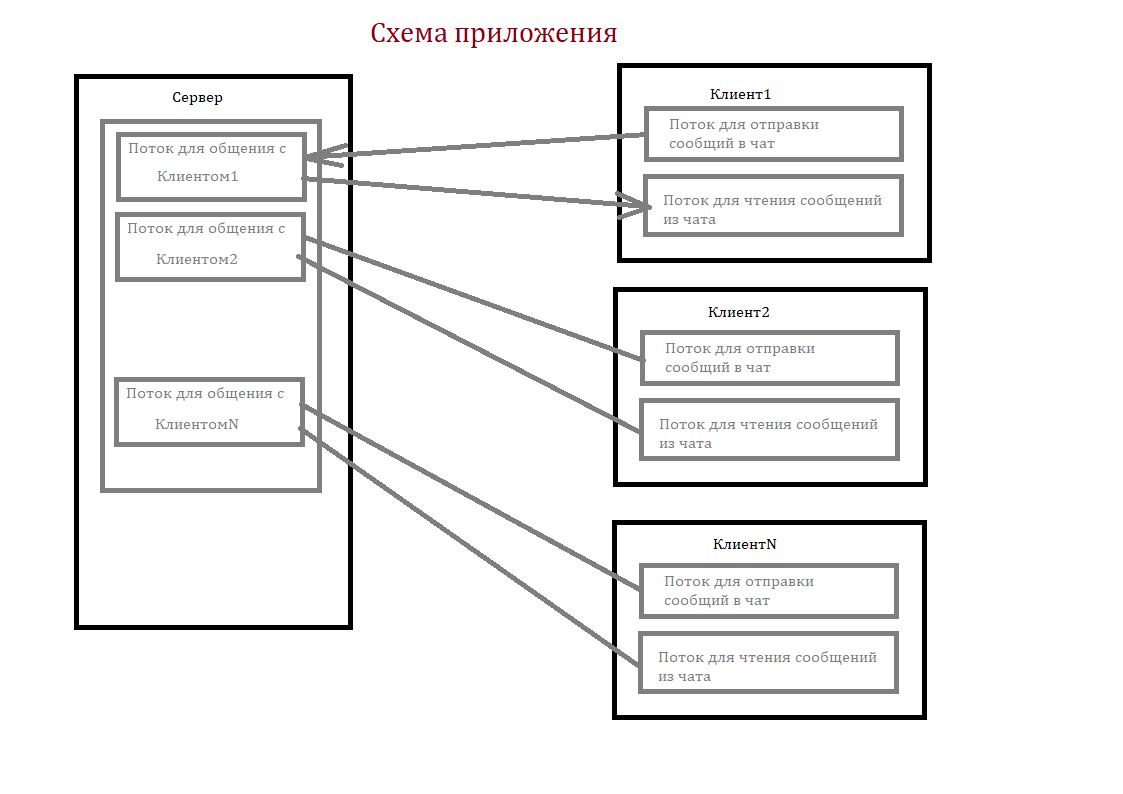 Схема приложения
Сервер
Поток для общения с
Клиентом1
Поток для общения с
Клиентом2
Поток для общения с
КлиентомN
Клиент1
Поток для отправки
сообщий в чат
Поток для чтения сообщений
из чата
Клиент2
Поток для отправки
сообщий в чат
Поток для чтения сообщений
из чата
КлиентN
Поток для отправки
сообщий в чат
Поток для чтения сообщений
из чата